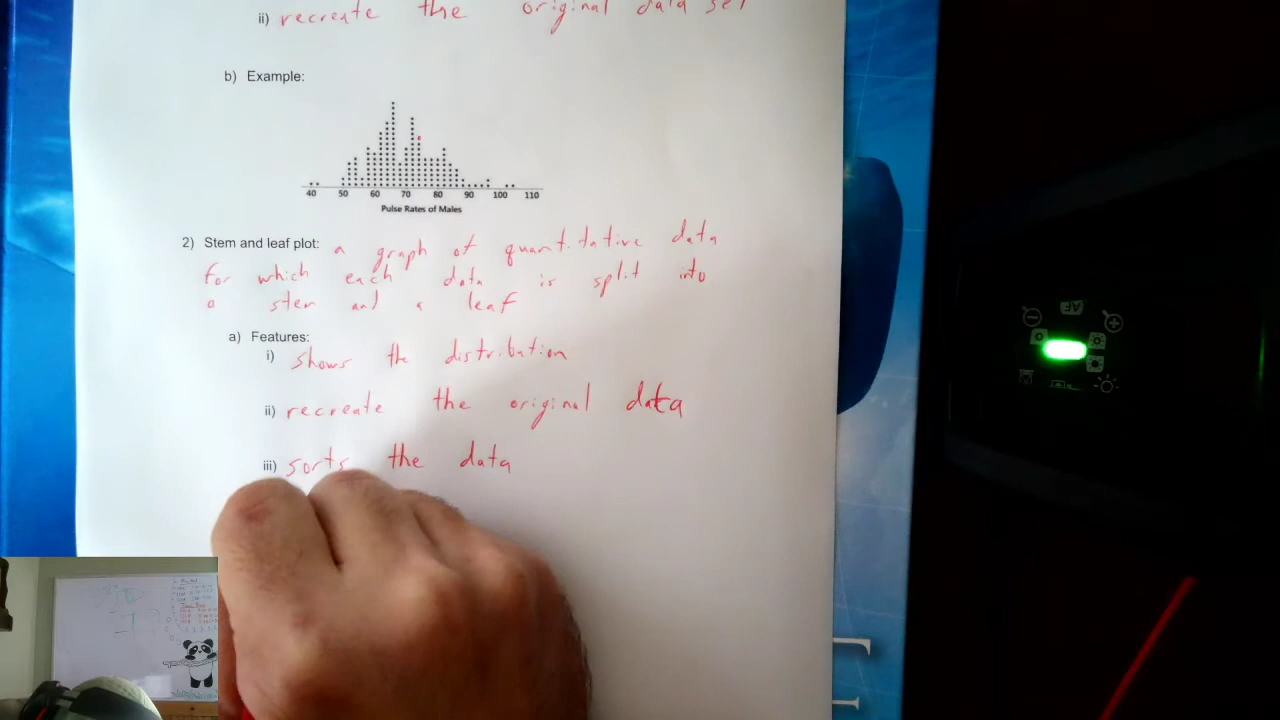 ii) recreate the original data set
b) Example:
40 50 60 70 80 90 100 110
Pulse Rates of Males
2) Stem and leaf plot: a graph of quantitative data
for which each data is split into
a stem and a leaf
a) Features:
i) shows the distribution
ii) recreate the original data
iii) sorts the data
AF